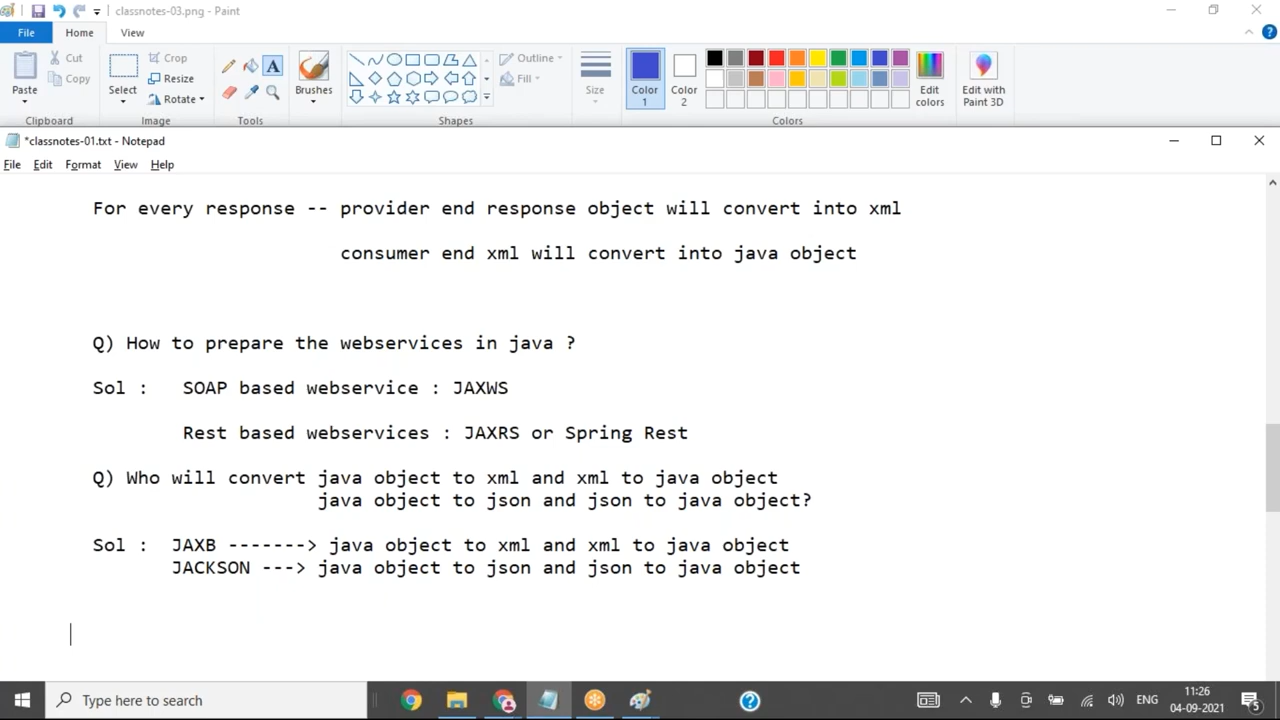 classnotes-03.png - Paint
File Home View
Paste
Cut
Copy
Clipboard
Select
Crop
Resize
Rotate
Image
A
Tools
Brushes
Outline
Fill
Shapes
Size
Color 1
Color 2
Edit colors
Colors
Edit with Paint 3D
*classnotes-01.txt - Notepad
File Edit Format View Help
For every response -- provider end response object will convert into xml
consumer end xml will convert into java object
Q) How to prepare the webservices in java ?
Sol : SOAP based webservice : JAXWS
Rest based webservices : JAXRS or Spring Rest
Q) Who will convert java object to xml and xml to java object
java object to json and json to java object?
Sol : JAXB -------> java object to xml and xml to java object
JACKSON ---> java object to json and json to java object
Type here to search
ENG
11:26
04-09-2021
5